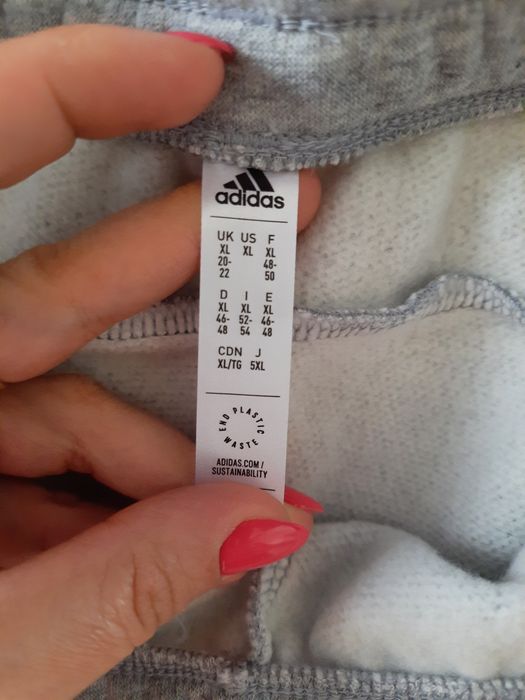 adidas
UK US F
XL XL XL
20- 48-
22 50
D I E
XL XL XL
46- 52- 46-
48 54 48
CDN J
XL/TG 5XL
END PLASTIC WASTE
ADIDAS.COM/
SUSTAINABILITY